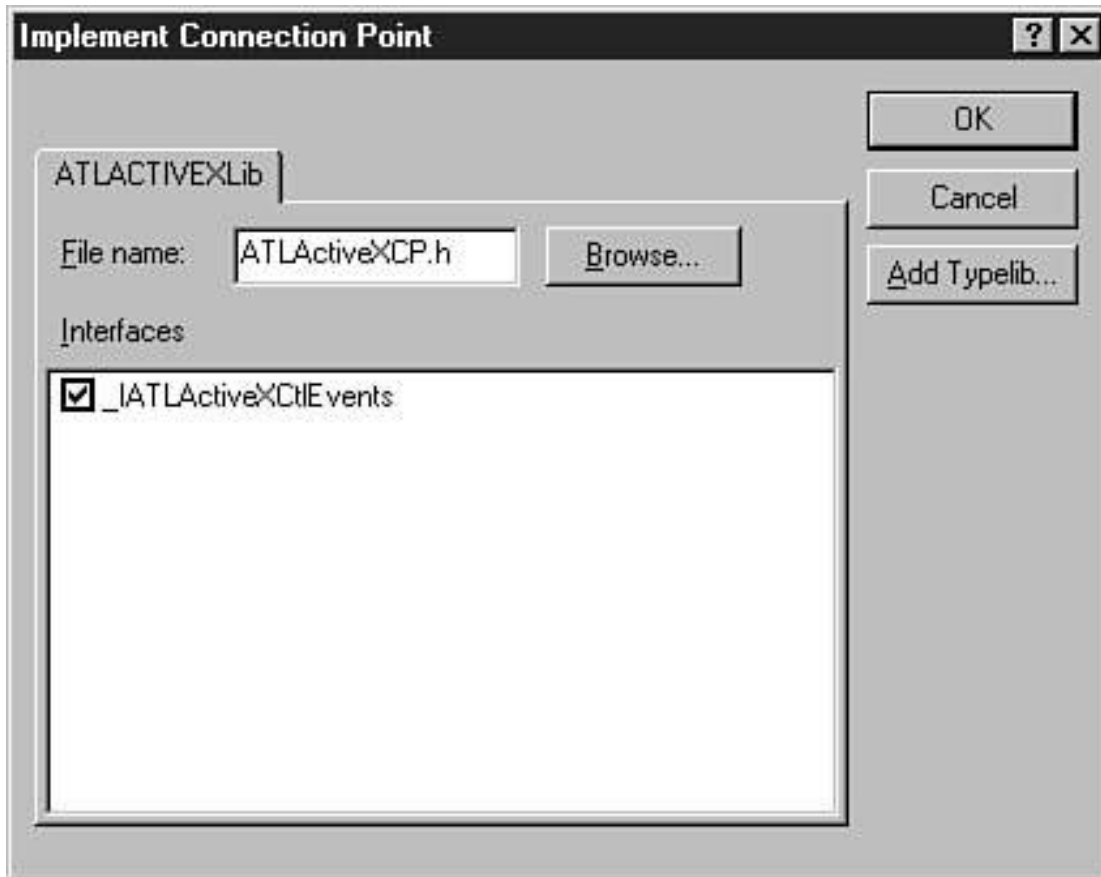 Implement Connection Point
OK
ATLACTIVEXLib
Cancel
File name: ATLActiveXCP.h Browse...
Add Typelib...
Interfaces
_IATLActiveXCtlEvents